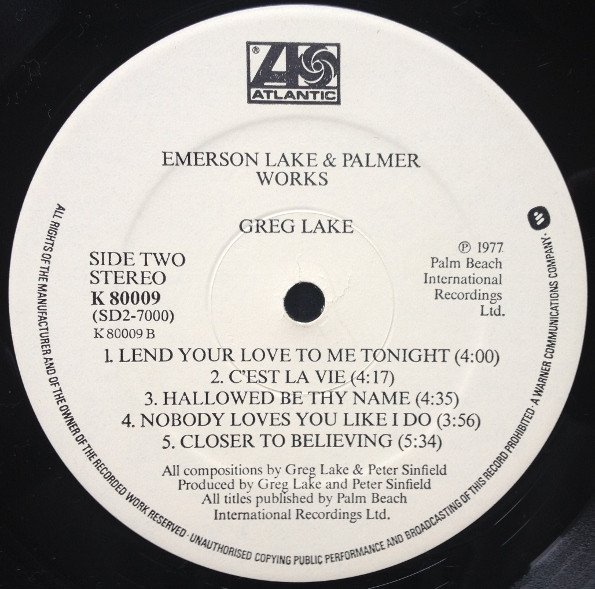 ®
ATLANTIC
EMERSON LAKE & PALMER
WORKS
GREG LAKE
SIDE TWO
STEREO
K 80009
(SD2-7000)
K 80009 B
℗ 1977
Palm Beach
International
Recordings
Ltd.
1. LEND YOUR LOVE TO ME TONIGHT (4:00)
2. C'EST LA VIE (4:17)
3. HALLOWED BE THY NAME (4:35)
4. NOBODY LOVES YOU LIKE I DO (3:56)
5. CLOSER TO BELIEVING (5:34)
All compositions by Greg Lake & Peter Sinfield
Produced by Greg Lake and Peter Sinfield
All titles published by Palm Beach
International Recordings Ltd.
ALL RIGHTS OF THE MANUFACTURER AND OF THE OWNER OF THE RECORDED WORK RESERVED · UNAUTHORISED COPYING PUBLIC PERFORMANCE AND BROADCASTING OF THIS RECORD PROHIBITED · A WARNER COMMUNICATIONS COMPANY ·